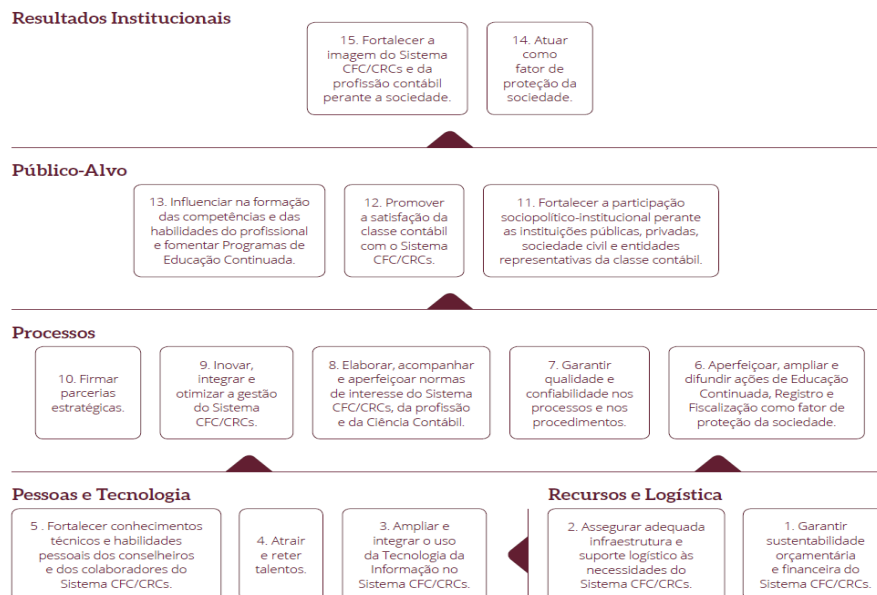 Resultados Institucionais
15. Fortalecer a
imagem do Sistema
CFC/CRCs e da
profissão contábil
perante a sociedade.
14. Atuar
como
fator de
proteção da
sociedade.
Público-Alvo
13. Influenciar na formação
das competências e das
habilidades do profissional
e fomentar Programas de
Educação Continuada.
12. Promover
a satisfação da
classe contábil
com o Sistema
CFC/CRCs.
11. Fortalecer a participação
sociopolítico-institucional perante
as instituições públicas, privadas,
sociedade civil e entidades
representativas da classe contábil.
Processos
10. Firmar
parcerias
estratégicas.
9. Inovar,
integrar e
otimizar a gestão
do Sistema
CFC/CRCs.
8. Elaborar, acompanhar
e aperfeiçoar normas
de interesse do Sistema
CFC/CRCs, da profissão
e da Ciência Contábil.
7. Garantir
qualidade e
confiabilidade nos
processos e nos
procedimentos.
6. Aperfeiçoar, ampliar e
difundir ações de Educação
Continuada, Registro e
Fiscalização como fator de
proteção da sociedade.
Pessoas e Tecnologia
5 . Fortalecer conhecimentos
técnicos e habilidades
pessoais dos conselheiros
e dos colaboradores do
Sistema CFC/CRCs.
4. Atrair
e reter
talentos.
3. Ampliar e
integrar o uso
da Tecnologia da
Informação no
Sistema CFC/CRCs.
Recursos e Logística
2. Assegurar adequada
infraestrutura e
suporte logístico às
necessidades do
Sistema CFC/CRCs.
1. Garantir
sustentabilidade
orçamentária
e financeira do
Sistema CFC/CRCs.